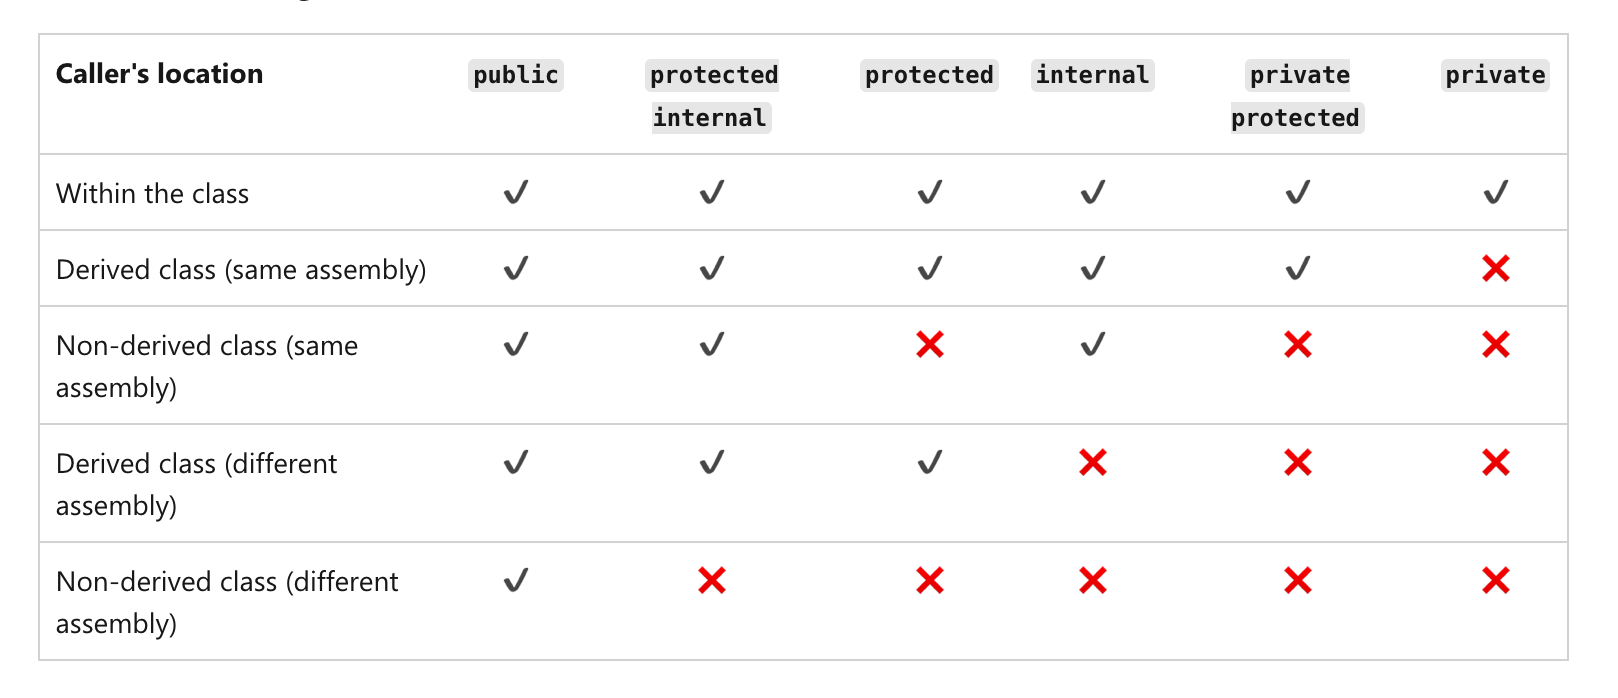 Caller's location public protected protected internal private private
internal protected
Within the class ✔ ✔ ✔ ✔ ✔ ✔
Derived class (same assembly) ✔ ✔ ✔ ✔ ✔ ❌
Non-derived class (same ✔ ✔ ❌ ✔ ❌ ❌
assembly)
Derived class (different ✔ ✔ ✔ ❌ ❌ ❌
assembly)
Non-derived class (different ✔ ❌ ❌ ❌ ❌ ❌
assembly)